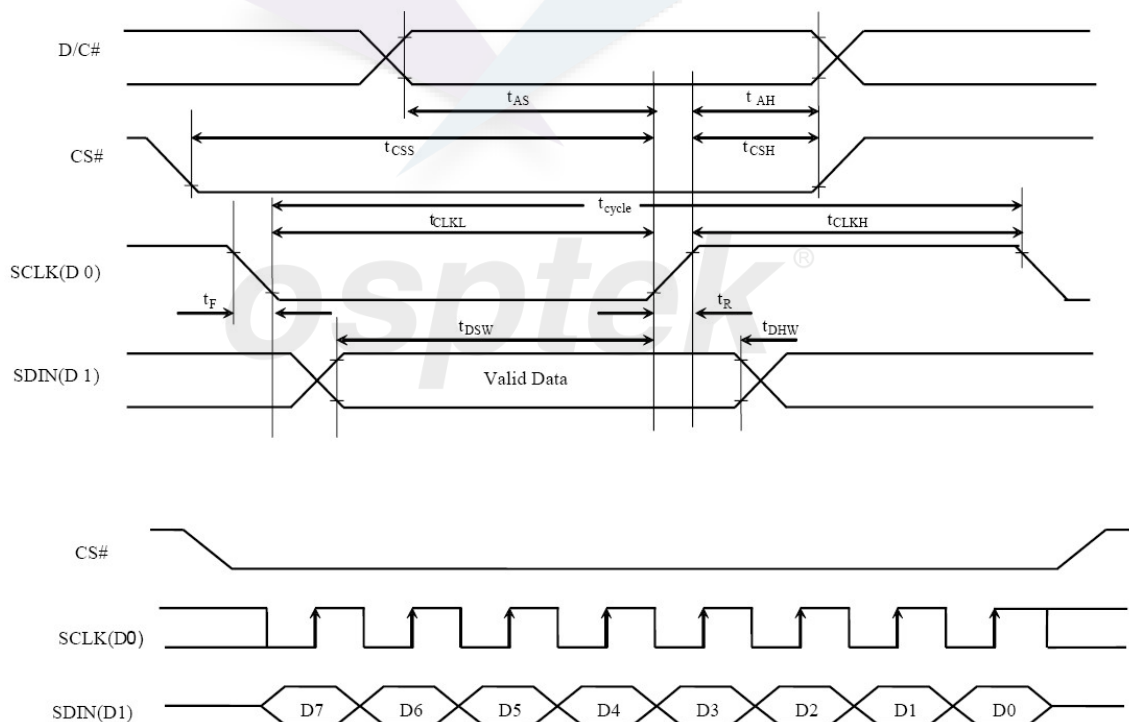 D/C#
tAS
t AH
CS#
tCSS
tCSH
tcycle
tCLKL
tCLKH
SCLK(D 0)
osptek®
tF
tR
tDSW
tDHW
SDIN(D 1)
Valid Data
CS#
SCLK(D0)
SDIN(D1)
D7 D6 D5 D4 D3 D2 D1 D0